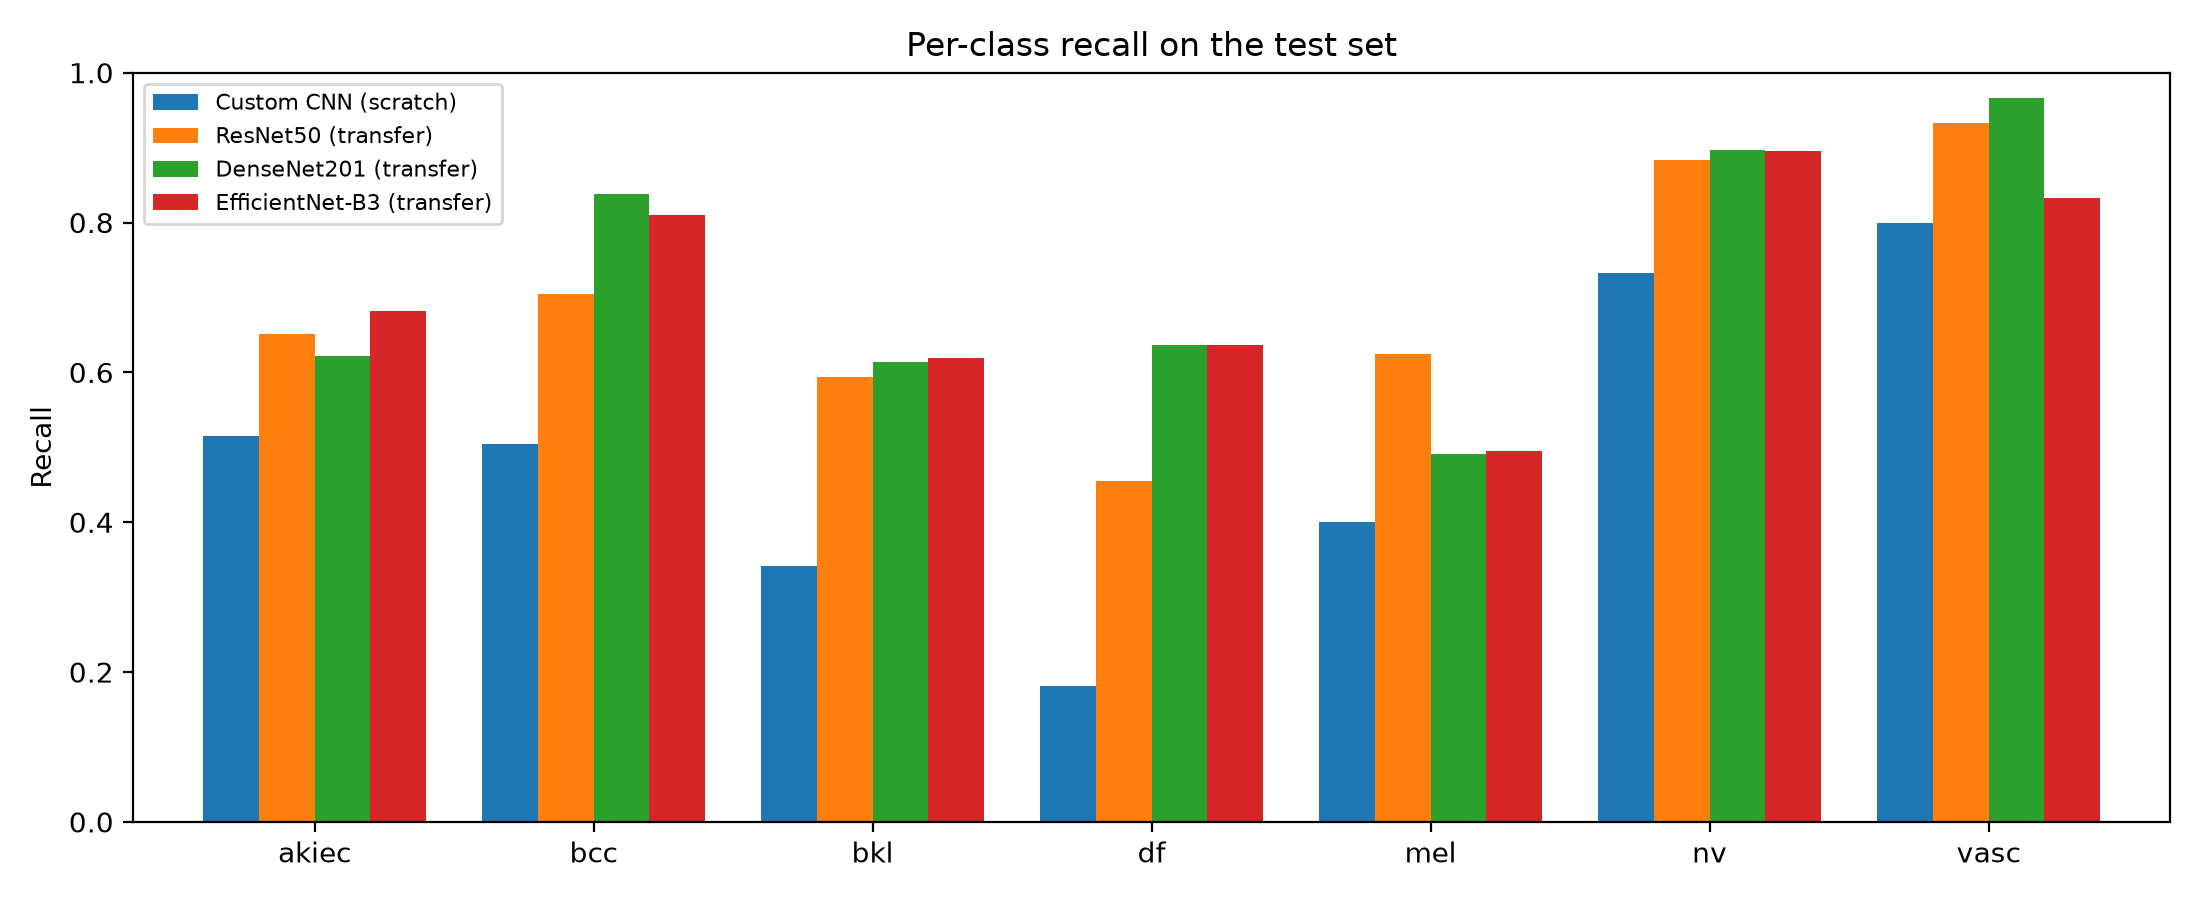 Per-class recall on the test set
1.0
0.8
0.6
0.4
0.2
0.0
Recall
Custom CNN (scratch)
ResNet50 (transfer)
DenseNet201 (transfer)
EfficientNet-B3 (transfer)
akiec bcc bkl df mel nv vasc